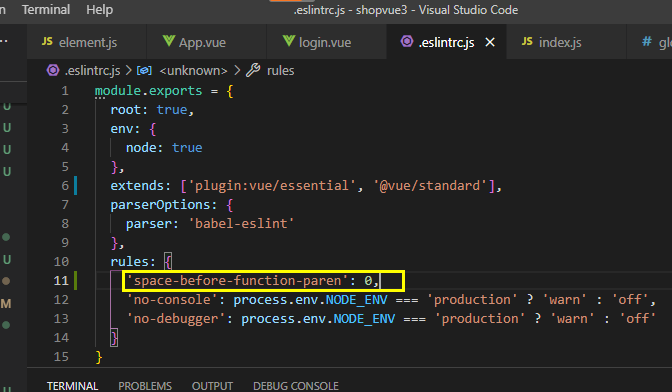 .eslintrc.js - shopvue3 - Visual Studio Code
Terminal Help
JS element.js App.vue login.vue .eslintrc.js JS index.js
.eslintrc.js > <unknown> > rules
1 module.exports = {
2 root: true,
3 env: {
4 node: true
5 },
6 extends: ['plugin:vue/essential', '@vue/standard'],
7 parserOptions: {
8 parser: 'babel-eslint'
9 },
10 rules: {
11 'space-before-function-paren': 0,
12 'no-console': process.env.NODE_ENV === 'production' ? 'warn' : 'off',
13 'no-debugger': process.env.NODE_ENV === 'production' ? 'warn' : 'off'
14 }
15 }
U
U
U
U
U
M
U
TERMINAL PROBLEMS OUTPUT DEBUG CONSOLE